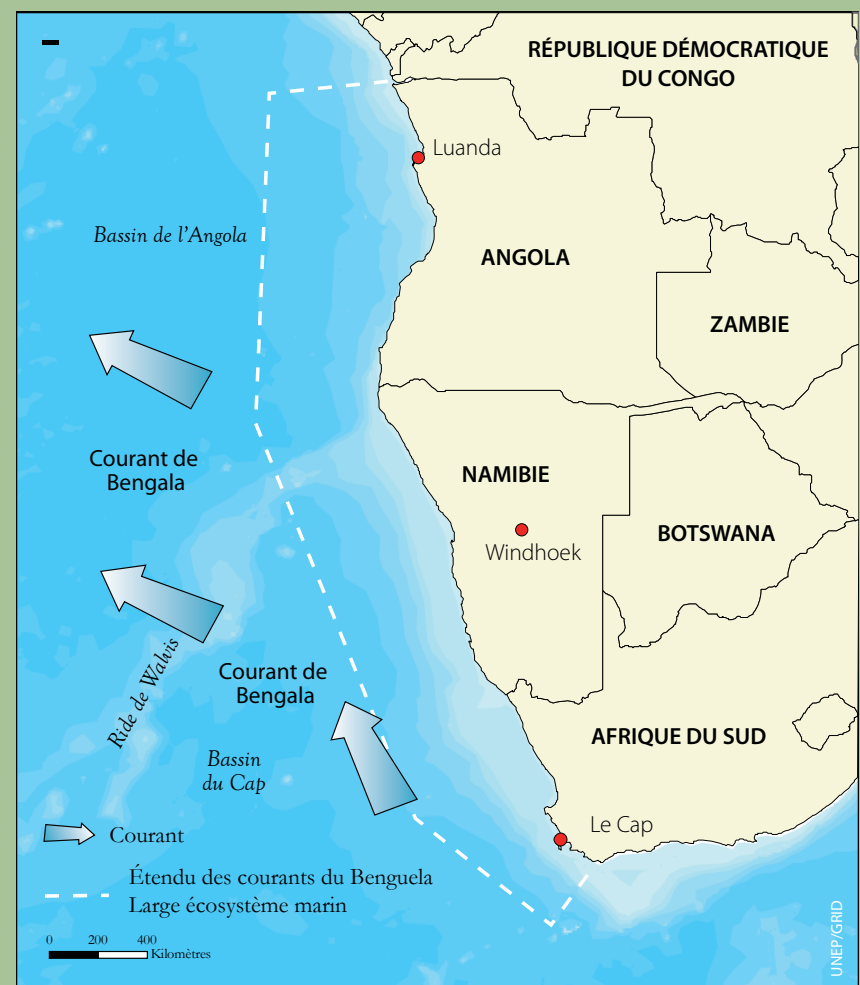 RÉPUBLIQUE DÉMOCRATIQUE
DU CONGO
Luanda
Bassin de l'Angola
ANGOLA
ZAMBIE
Courant de
Bengala
NAMIBIE
BOTSWANA
Windhoek
Ride de Walvis
Courant de
Bengala
AFRIQUE DU SUD
Bassin
du Cap
Le Cap
Courant
Étendu des courants du Benguela
Large écosystème marin
0 200 400
Kilomètres
UNEP/GRID